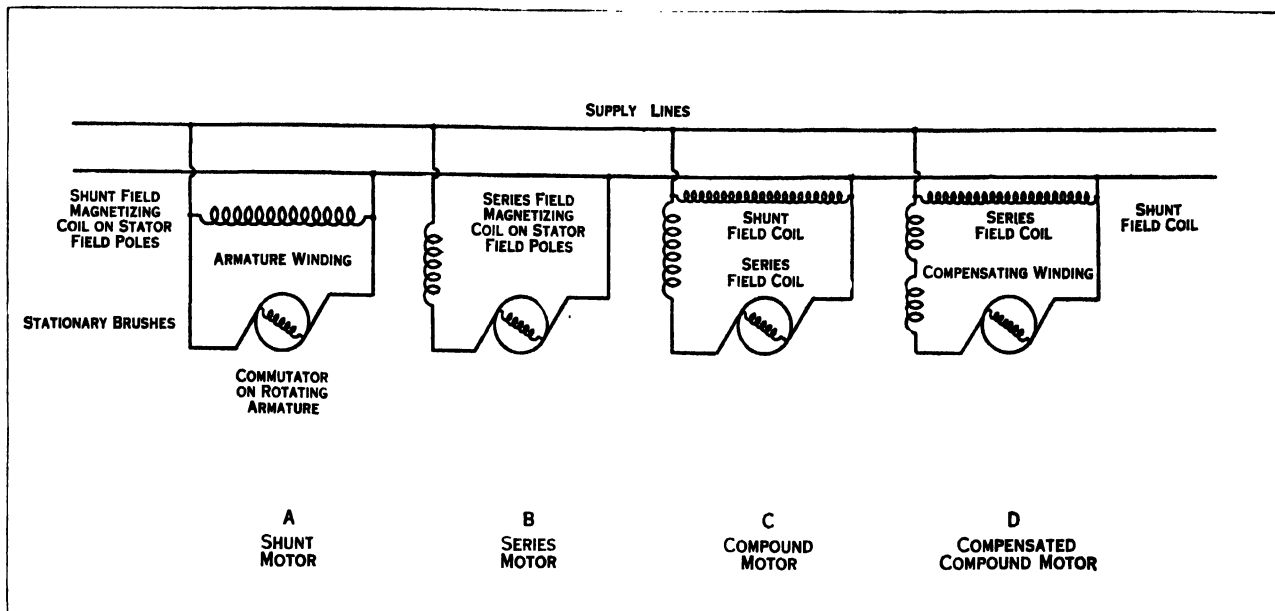 SUPPLY LINES
SHUNT FIELD
MAGNETIZING
COIL ON STATOR
FIELD POLES
ARMATURE WINDING
STATIONARY BRUSHES
COMMUTATOR
ON ROTATING
ARMATURE
SERIES FIELD
MAGNETIZING
COIL ON STATOR
FIELD POLES
SHUNT
FIELD COIL
SERIES
FIELD COIL
SERIES
FIELD COIL
COMPENSATING WINDING
SHUNT
FIELD COIL
A
SHUNT
MOTOR
B
SERIES
MOTOR
C
COMPOUND
MOTOR
D
COMPENSATED
COMPOUND MOTOR